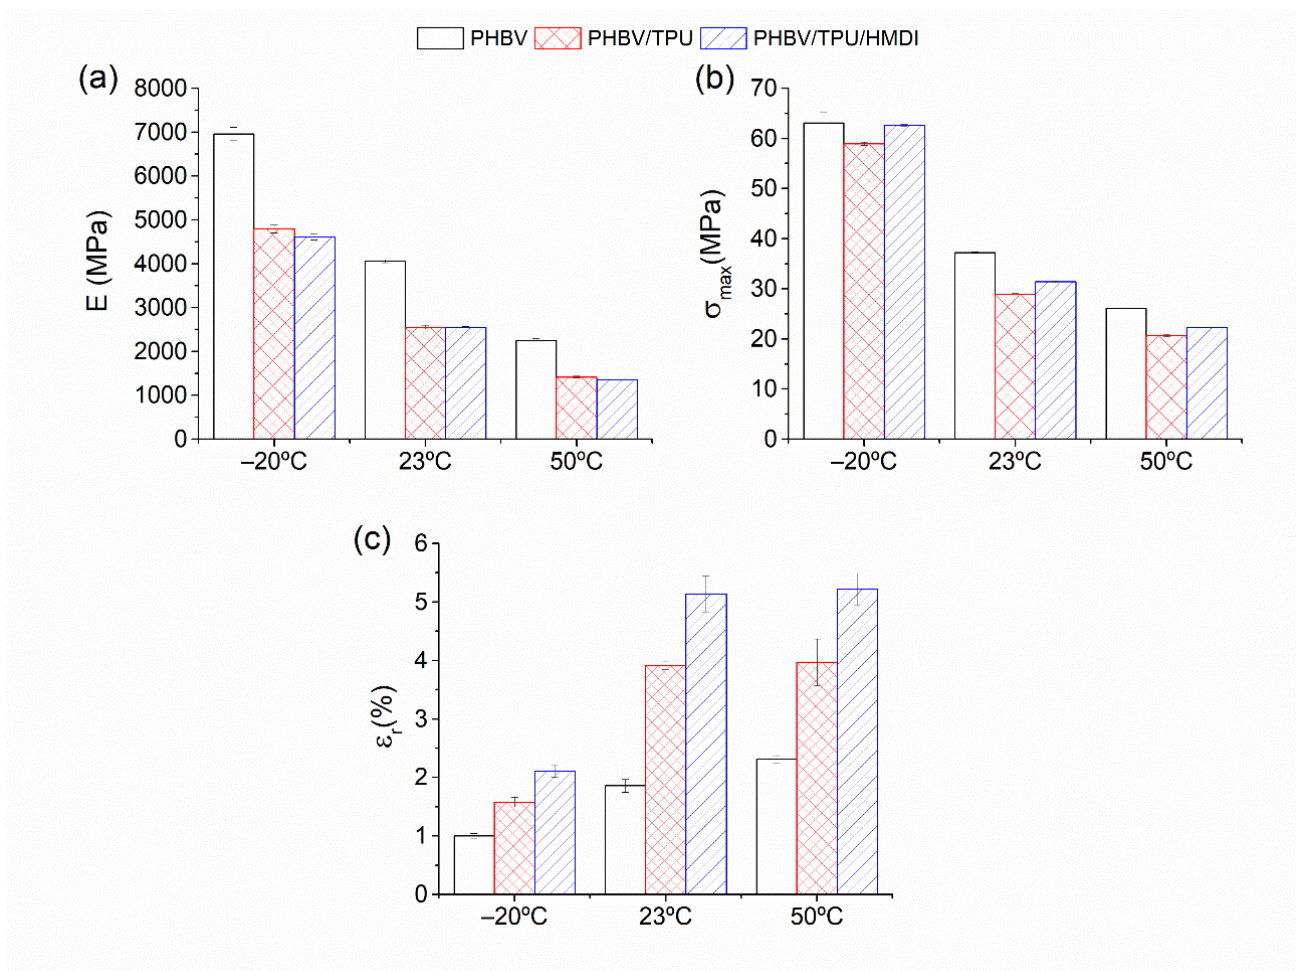 PHBV PHBV/TPU PHBV/TPU/HMDI
(a)
8000
7000
6000
5000
4000
3000
2000
1000
0
E (MPa)
–20ºC 23ºC 50ºC
(b)
70
60
50
40
30
20
10
0
σmax(MPa)
–20ºC 23ºC 50ºC
(c)
6
5
4
3
2
1
0
εr(%)
–20ºC 23ºC 50ºC